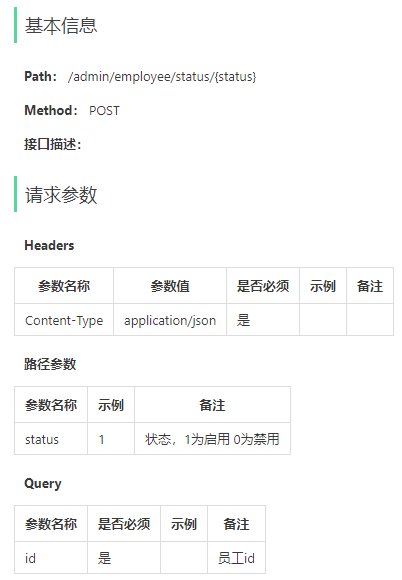 基本信息
Path： /admin/employee/status/{status}
Method： POST
接口描述：
请求参数
Headers
参数名称 参数值 是否必须 示例 备注
Content-Type application/json 是
路径参数
参数名称 示例 备注
status 1 状态，1为启用 0为禁用
Query
参数名称 是否必须 示例 备注
id 是 员工id